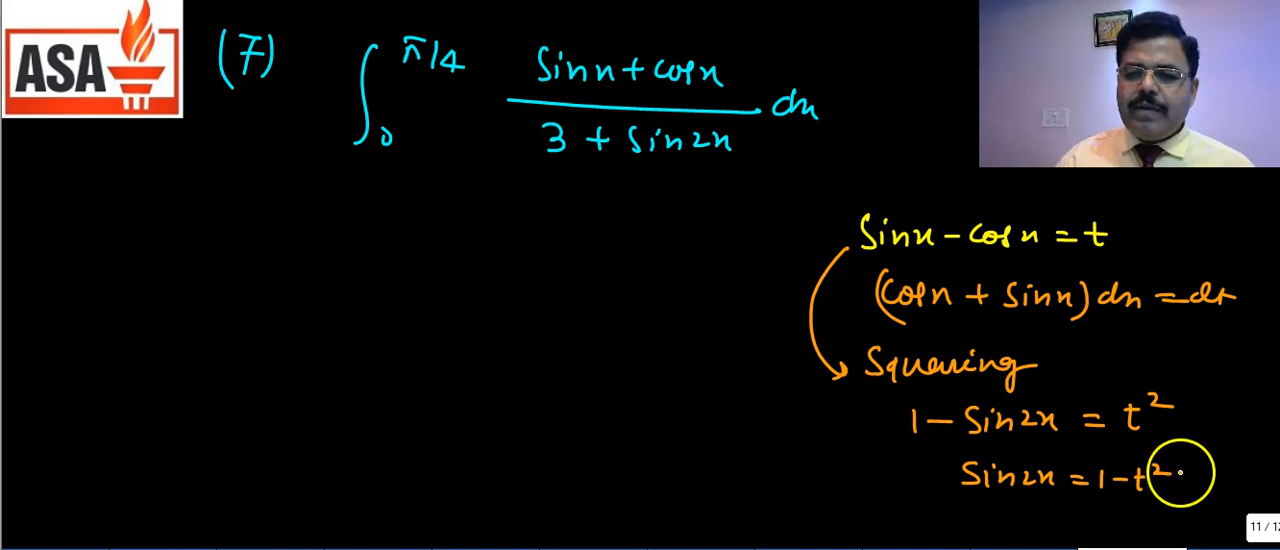 ASA
(7) ∫₀^π/4 (sinx + cosx)/(3 + sin2x) dx
sinx - cosx = t
(cosx + sinx) dx = dt
Squaring
1 - sin2x = t²
sin2x = 1 - t²
11 / 12